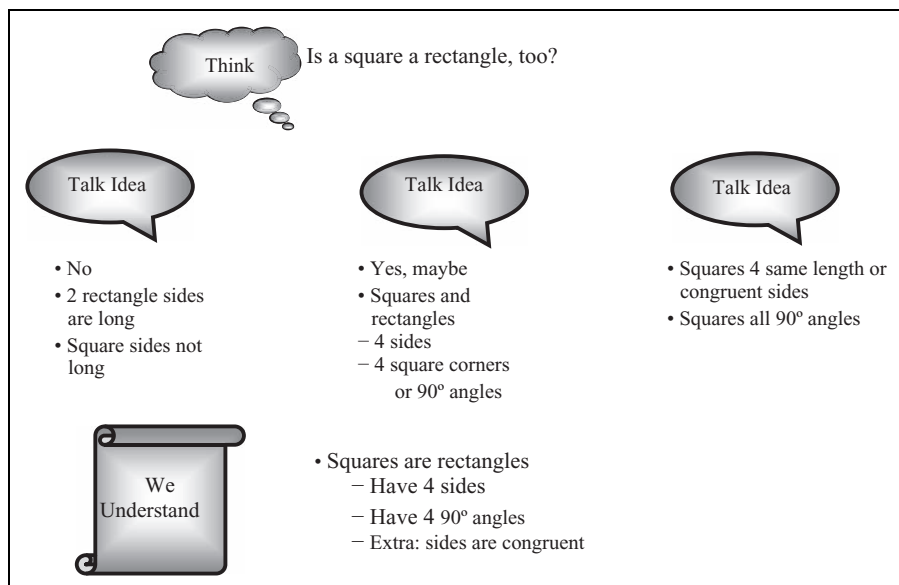 Think
Is a square a rectangle, too?
Talk Idea
• No
• 2 rectangle sides
are long
• Square sides not
long
Talk Idea
• Yes, maybe
• Squares and
rectangles
− 4 sides
− 4 square corners
or 90º angles
Talk Idea
• Squares 4 same length or
congruent sides
• Squares all 90º angles
We
Understand
• Squares are rectangles
− Have 4 sides
− Have 4 90º angles
− Extra: sides are congruent